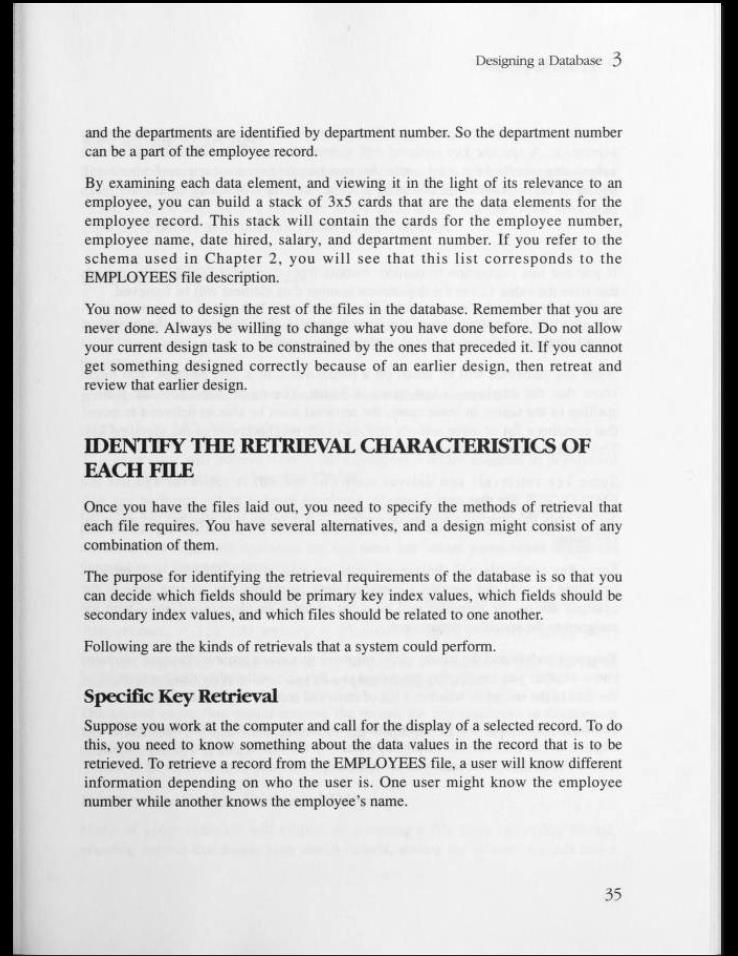 Designing a Database 3
and the departments are identified by department number. So the department number
can be a part of the employee record.
By examining each data element, and viewing it in the light of its relevance to an
employee, you can build a stack of 3x5 cards that are the data elements for the
employee record. This stack will contain the cards for the employee number,
employee name, date hired, salary, and department number. If you refer to the
schema used in Chapter 2, you will see that this list corresponds to the
EMPLOYEES file description.
You now need to design the rest of the files in the database. Remember that you are
never done. Always be willing to change what you have done before. Do not allow
your current design task to be constrained by the ones that preceded it. If you cannot
get something designed correctly because of an earlier design, then retreat and
review that earlier design.
IDENTIFY THE RETRIEVAL CHARACTERISTICS OF
EACH FILE
Once you have the files laid out, you need to specify the methods of retrieval that
each file requires. You have several alternatives, and a design might consist of any
combination of them.
The purpose for identifying the retrieval requirements of the database is so that you
can decide which fields should be primary key index values, which fields should be
secondary index values, and which files should be related to one another.
Following are the kinds of retrievals that a system could perform.
Specific Key Retrieval
Suppose you work at the computer and call for the display of a selected record. To do
this, you need to know something about the data values in the record that is to be
retrieved. To retrieve a record from the EMPLOYEES file, a user will know different
information depending on who the user is. One user might know the employee
number while another knows the employee's name.
35